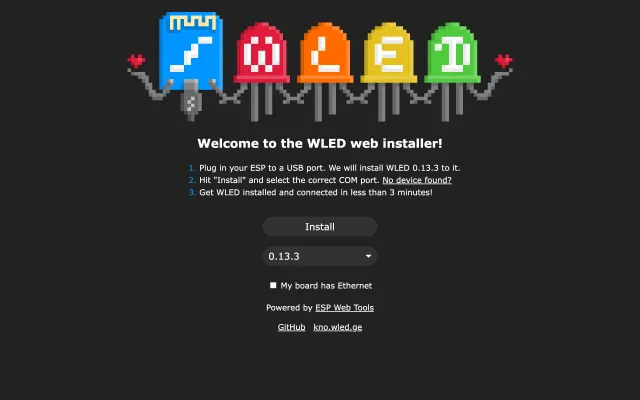 WLED
Welcome to the WLED web installer!
1. Plug in your ESP to a USB port. We will install WLED 0.13.3 to it.
2. Hit "Install" and select the correct COM port. No device found?
3. Get WLED installed and connected in less than 3 minutes!
Install
0.13.3
My board has Ethernet
Powered by ESP Web Tools
GitHub kno.wled.ge